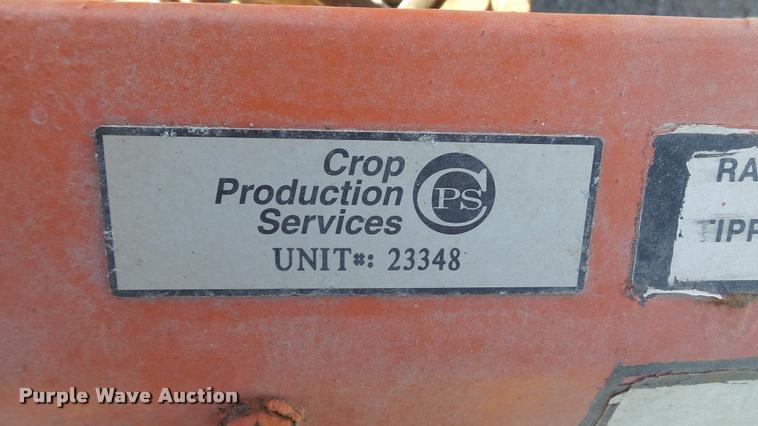 Crop
Production
Services
CPS
UNIT#: 23348
RA
TIPP
Purple Wave Auction